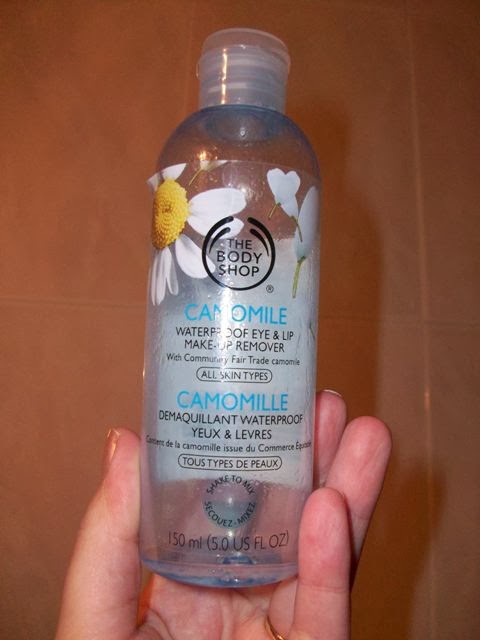 THE
BODY
SHOP
®
CAMOMILE
WATERPROOF EYE & LIP
MAKE-UP REMOVER
With Community Fair Trade camomile
ALL SKIN TYPES
CAMOMILLE
DEMAQUILLANT WATERPROOF
YEUX & LEVRES
Contient de la camomille issue du Commerce Equitable
TOUS TYPES DE PEAUX
SHAKE TO MIX
SECOUEZ - MIXEZ
150 ml (5.0 US FL OZ)